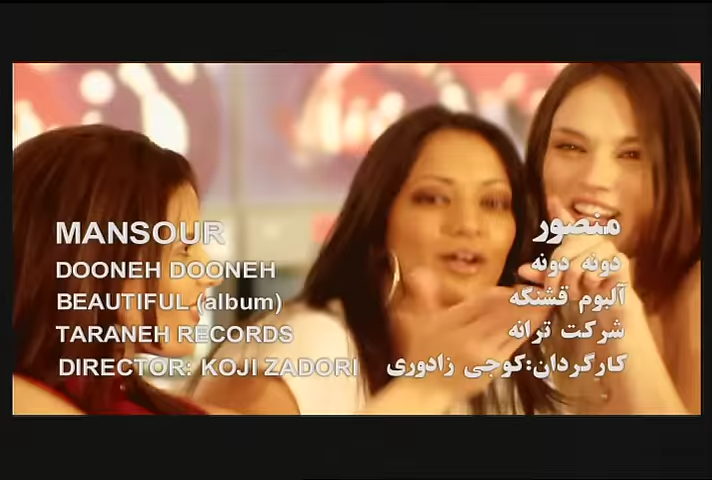 MANSOUR
منصور
DOONEH DOONEH
دونه دونه
BEAUTIFUL (album)
آلبوم قشنگه
TARANEH RECORDS
شرکت ترانه
DIRECTOR: KOJI ZADORI
کارگردان:کوجی زادوری